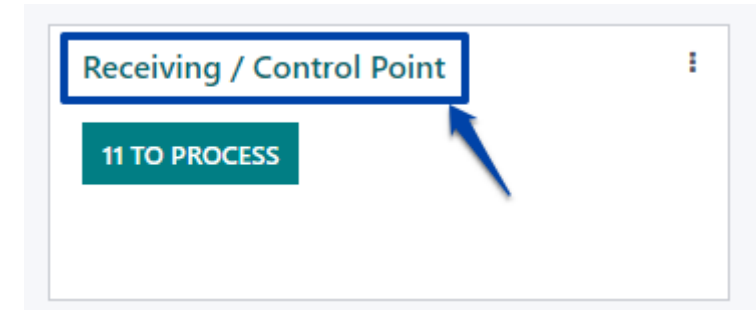 Receiving / Control Point
11 TO PROCESS